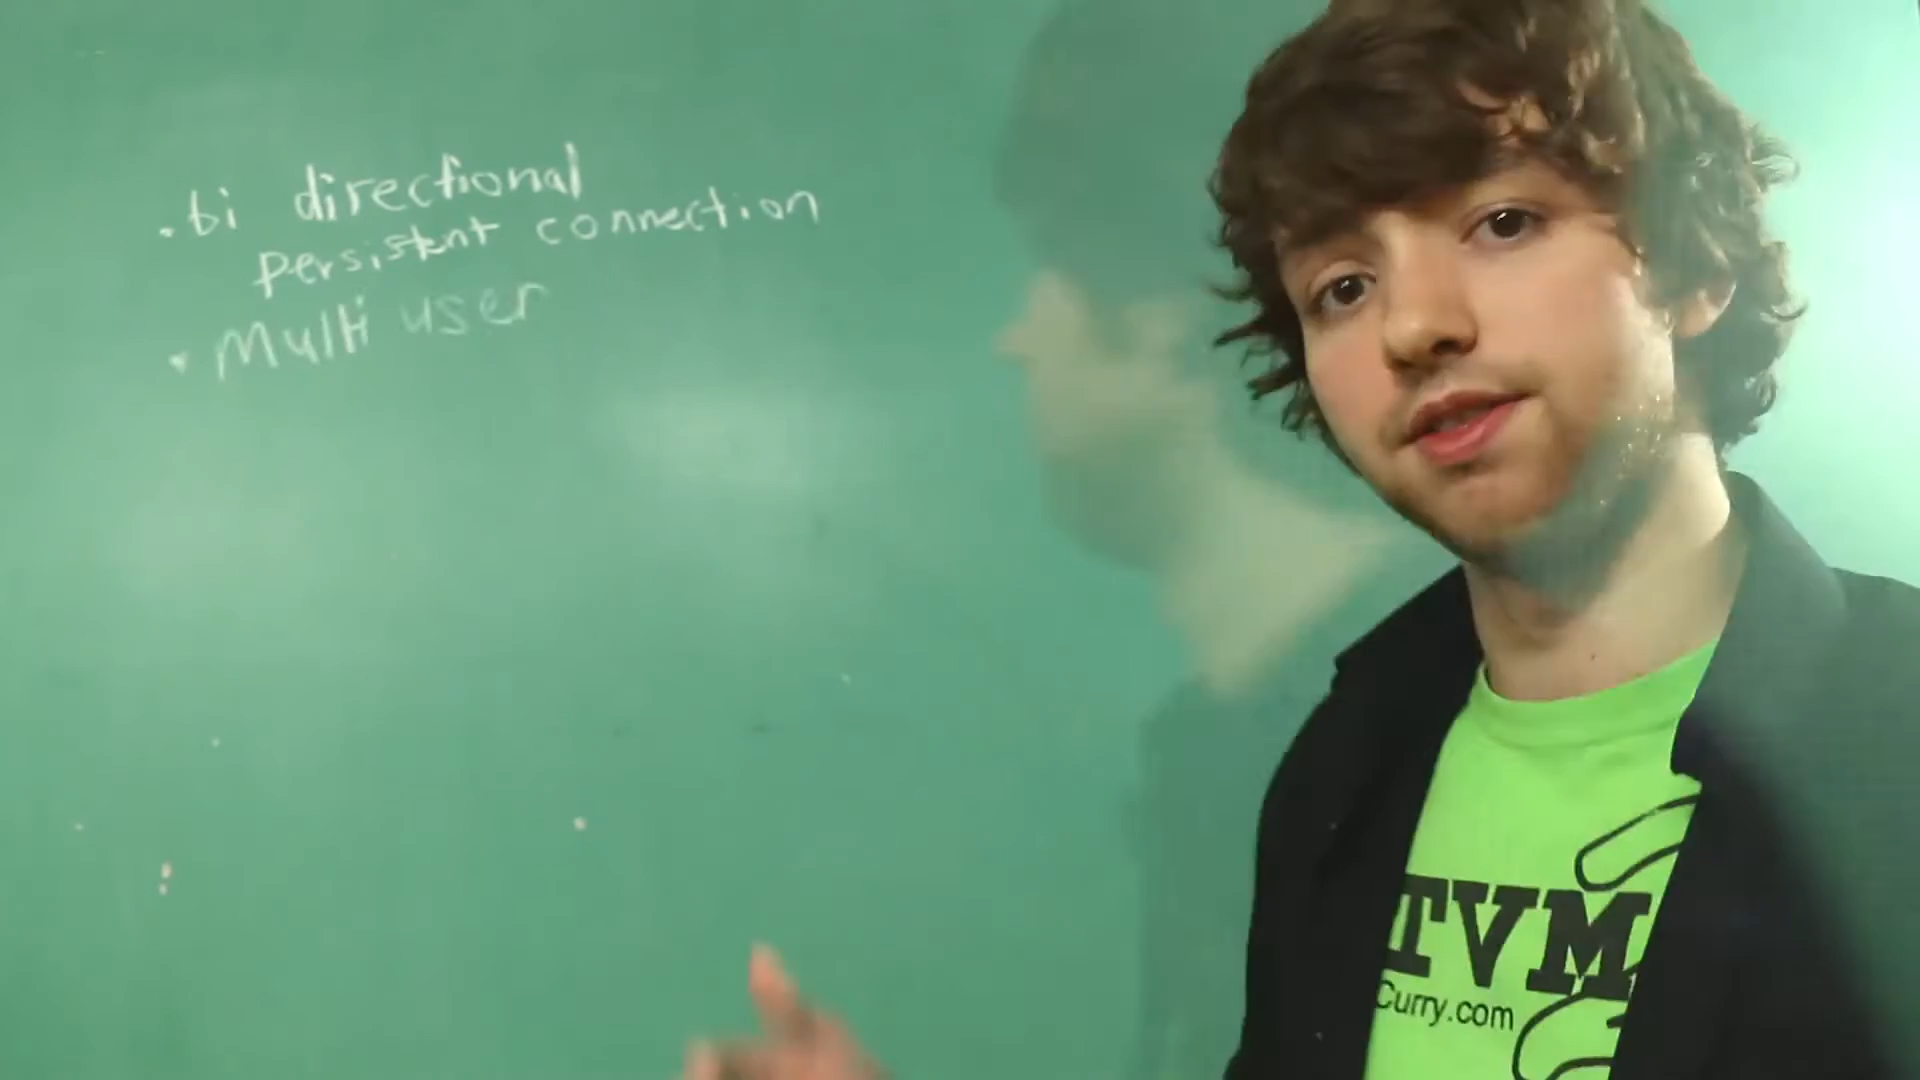 . bi directional
persistent connection
. Multi user
TVM
Curry.com